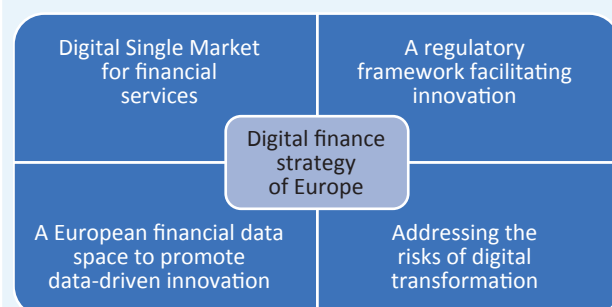 Digital Single Market
for financial
services
A regulatory
framework facilitating
innovation
Digital finance
strategy
of Europe
A European financial data
space to promote
data-driven innovation
Addressing the
risks of digital
transformation